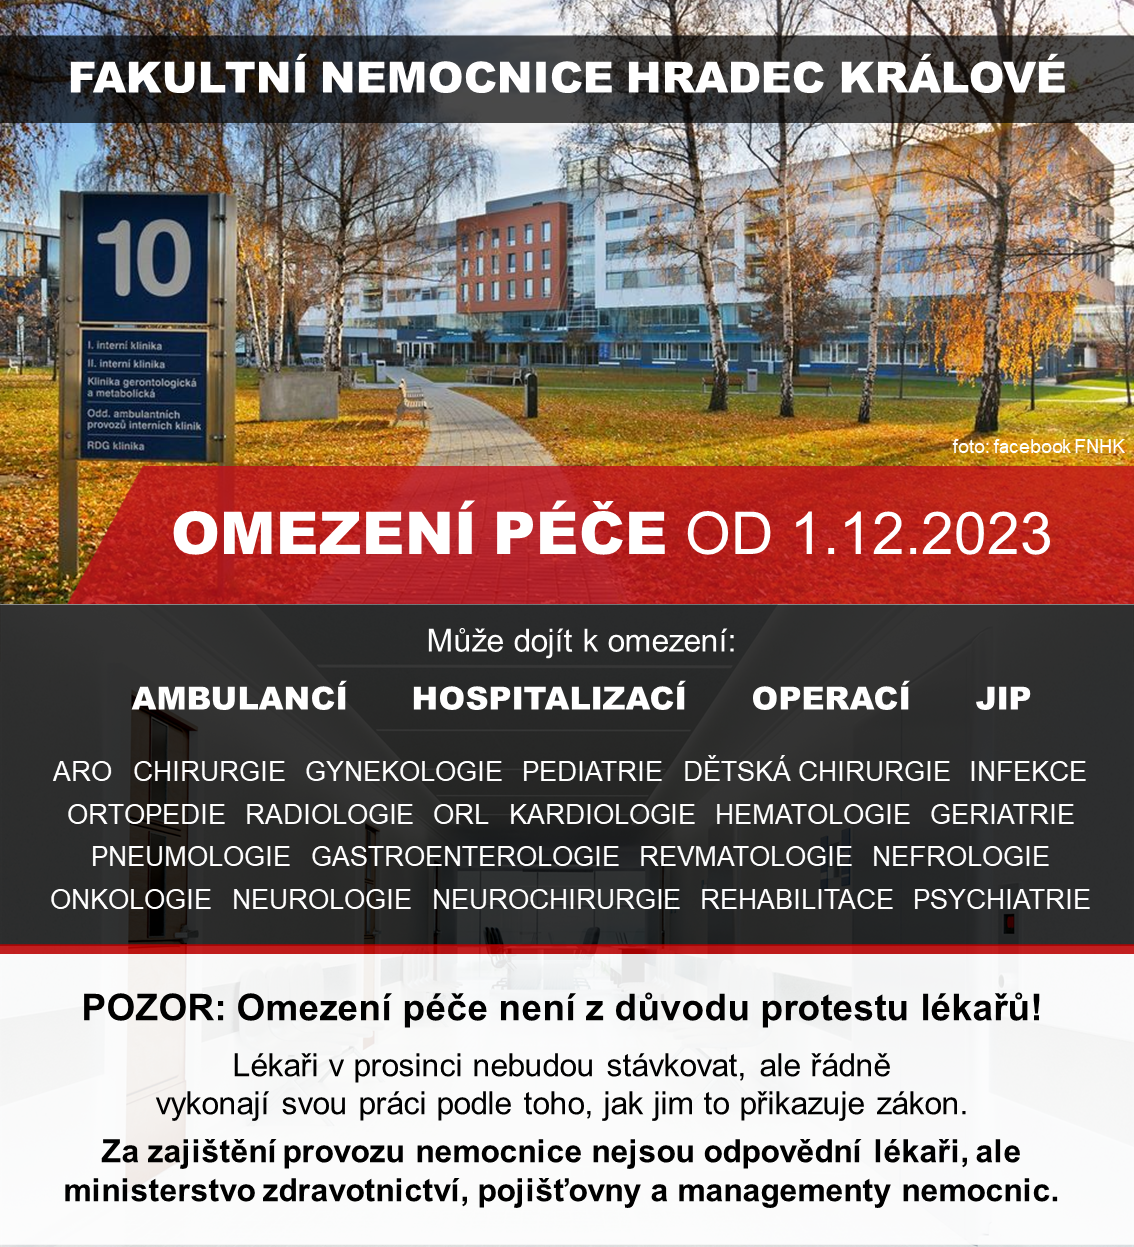 FAKULTNÍ NEMOCNICE HRADEC KRÁLOVÉ
10
I. interní klinika
II. interní klinika
Klinika gerontologická
a metabolická
Odd. ambulantních
provozů interních klinik
RDG klinika
foto: facebook FNHK
OMEZENÍ PÉČE OD 1.12.2023
Může dojít k omezení:
AMBULANCÍ HOSPITALIZACÍ OPERACÍ JIP
ARO CHIRURGIE GYNEKOLOGIE PEDIATRIE DĚTSKÁ CHIRURGIE INFEKCE
ORTOPEDIE RADIOLOGIE ORL KARDIOLOGIE HEMATOLOGIE GERIATRIE
PNEUMOLOGIE GASTROENTEROLOGIE REVMATOLOGIE NEFROLOGIE
ONKOLOGIE NEUROLOGIE NEUROCHIRURGIE REHABILITACE PSYCHIATRIE
POZOR: Omezení péče není z důvodu protestu lékařů!
Lékaři v prosinci nebudou stávkovat, ale řádně
vykonají svou práci podle toho, jak jim to přikazuje zákon.
Za zajištění provozu nemocnice nejsou odpovědní lékaři, ale
ministerstvo zdravotnictví, pojišťovny a managementy nemocnic.